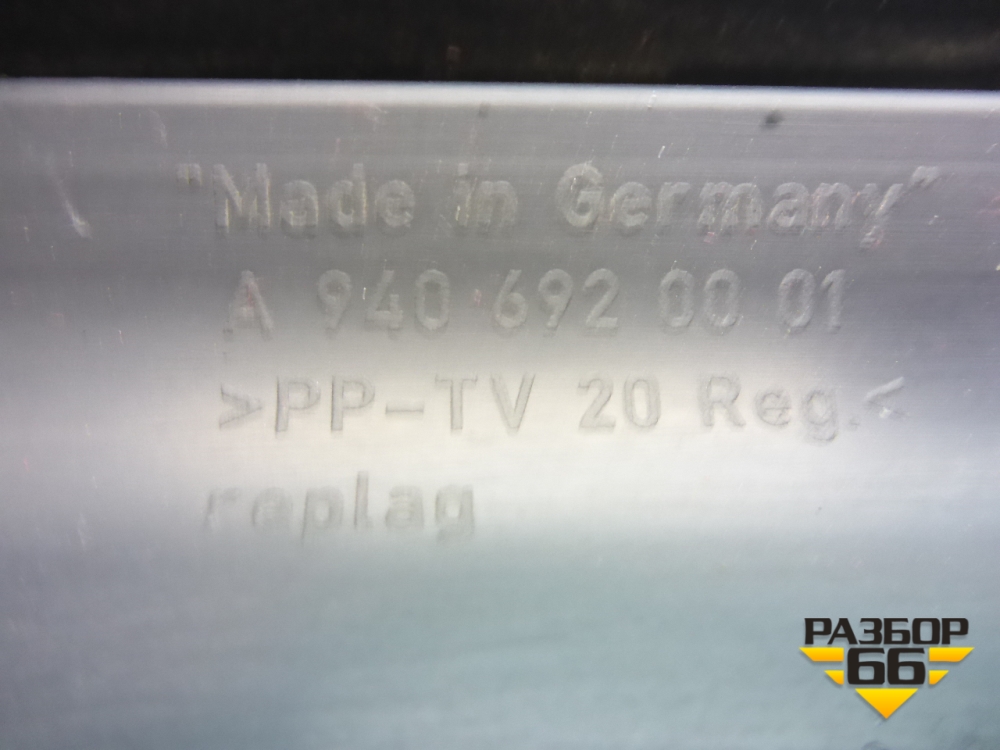 "Made in Germany"
A 940 692 00 01
>PP-TV 20 Reg.<
replag
РАЗБОР
66